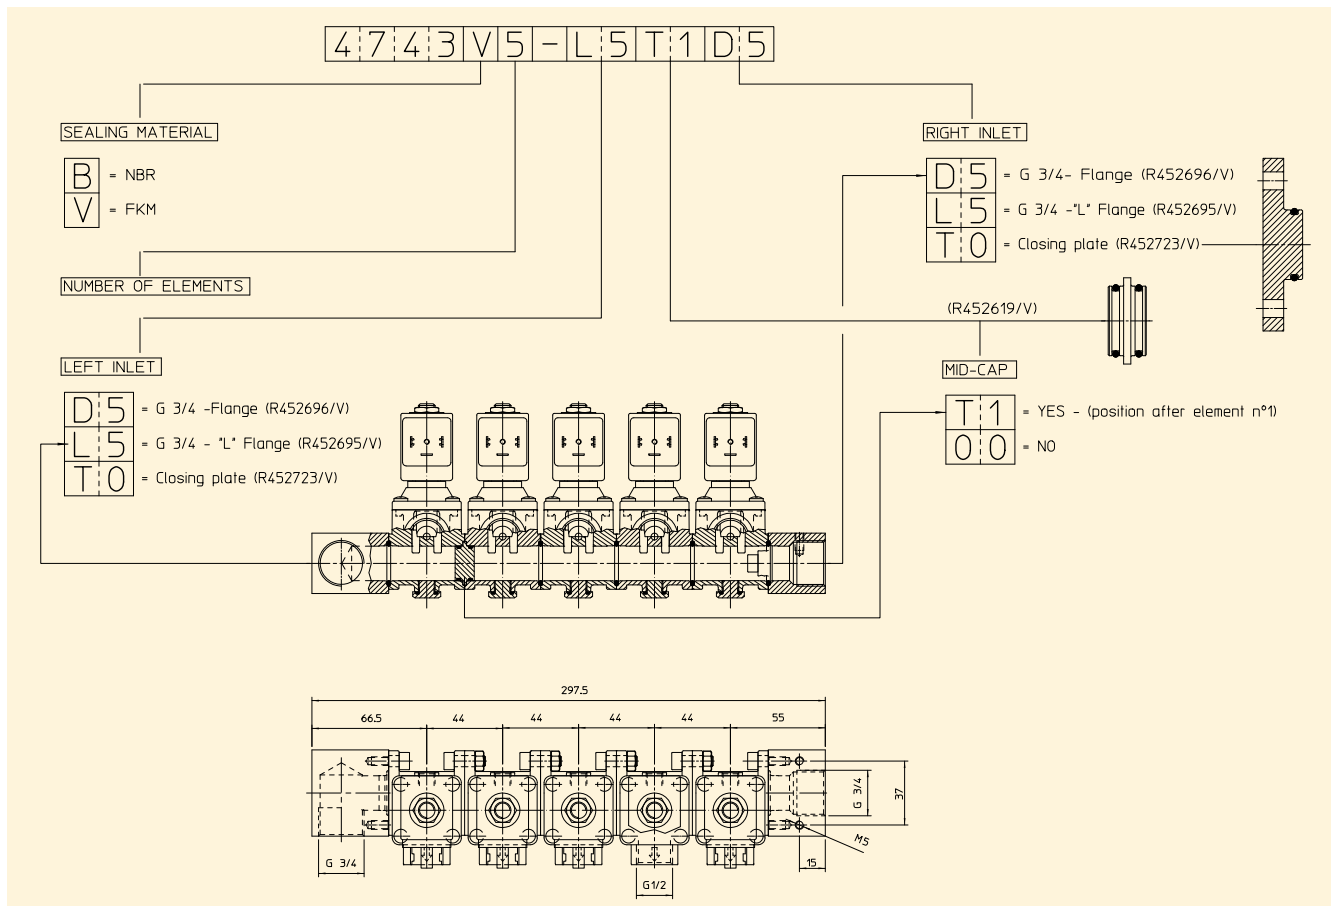 4743V5-L5T1D5
SEALING MATERIAL
B = NBR
V = FKM
NUMBER OF ELEMENTS
LEFT INLET
D5 = G 3/4 -Flange (R452696/V)
L5 = G 3/4 - "L" Flange (R452695/V)
T0 = Closing plate (R452723/V)
RIGHT INLET
D5 = G 3/4- Flange (R452696/V)
L5 = G 3/4 -"L" Flange (R452695/V)
T0 = Closing plate (R452723/V)
(R452619/V)
MID-CAP
T1 = YES - (position after element n°1)
00 = NO
297.5
66.5 44 44 44 44 55
G 3/4
37
M5
G 3/4
15
G1/2